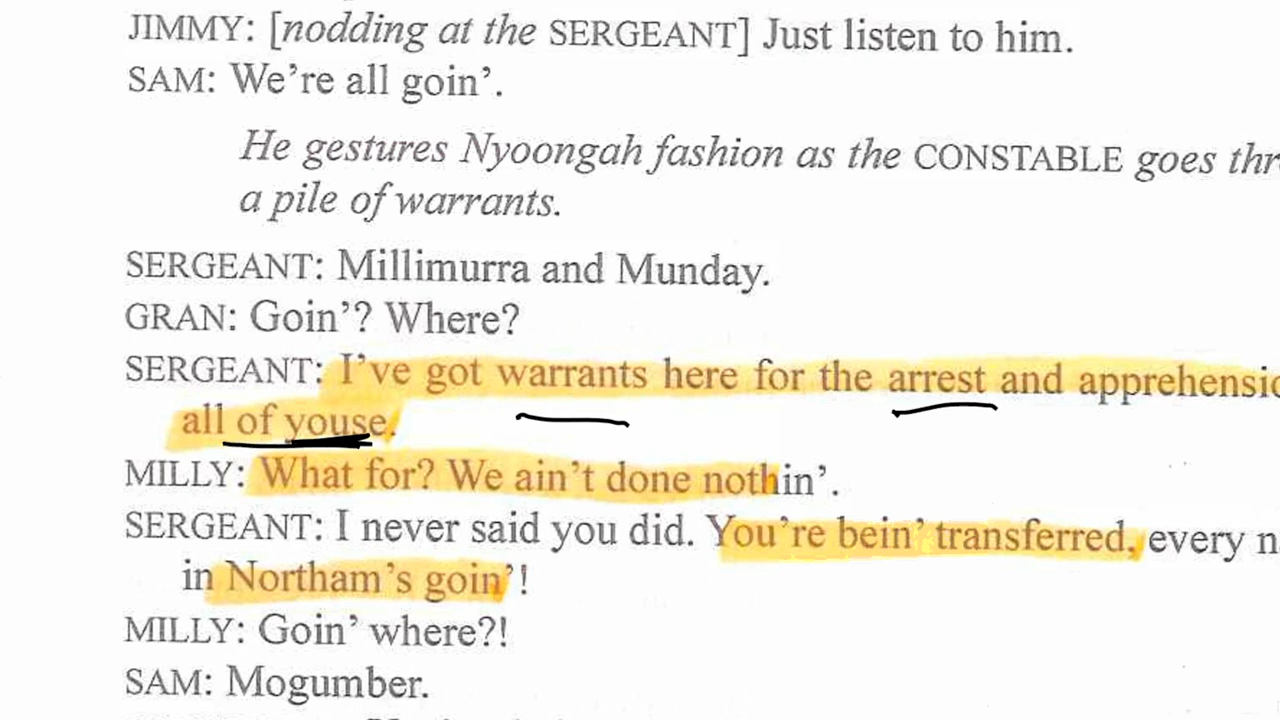 JIMMY: [nodding at the SERGEANT] Just listen to him.
SAM: We're all goin'.
He gestures Nyoongah fashion as the CONSTABLE goes thr
a pile of warrants.
SERGEANT: Millimurra and Munday.
GRAN: Goin'? Where?
SERGEANT: I've got warrants here for the arrest and apprehensi
all of youse.
MILLY: What for? We ain't done nothin'.
SERGEANT: I never said you did. You're bein' transferred, every n
in Northam's goin'!
MILLY: Goin' where?!
SAM: Mogumber.